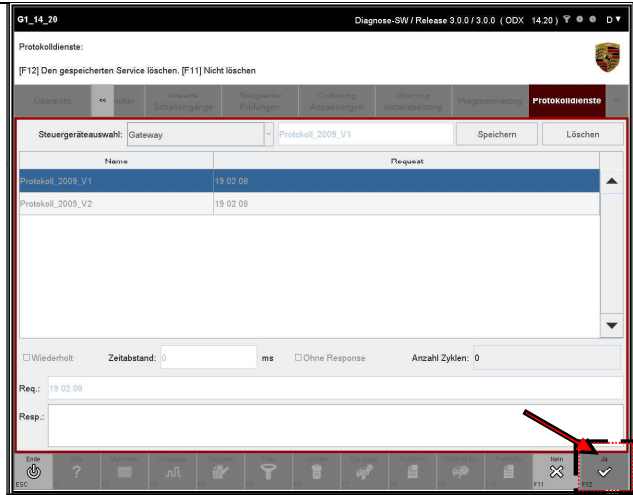 G1_14_20 Diagnose-SW / Release 3.0.0 / 3.0.0 ( ODX 14.20 ) D
Protokolldienste:
[F12] Den gespeicherten Service löschen. [F11] Nicht löschen
Übersicht << Istwerte Schalteingänge Stellglieder Prüfungen Codierung Anpassungen Wartung Instandsetzung Programmierung Protokolldienste
Steuergeräteauswahl: Gateway Protokoll_2009_V1 Speichern Löschen
Name Request
Protokoll_2009_V1 19 02 08
Protokoll_2009_V2 19 02 08
Wiederholt Zeitabstand: 0 ms Ohne Response Anzahl Zyklen: 0
Req.: 19 02 08
Resp.:
Ende Nein Ja
ESC F11 F12